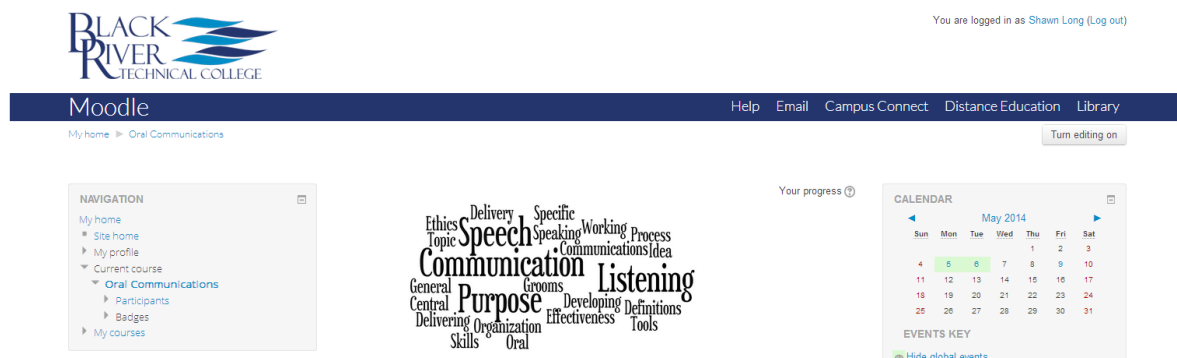 BLACK
RIVER
TECHNICAL COLLEGE
You are logged in as Shawn Long (Log out)
Moodle
Help Email Campus Connect Distance Education Library
My home ► Oral Communications
Turn editing on
NAVIGATION
My home
Site home
My profile
Current course
Oral Communications
Participants
Badges
My courses
Your progress
Delivery Specific
Ethics Speech Speaking Working Process
Topic Communications Idea
Communication Listening
General Grooms
Central Purpose Developing Definitions
Delivering Organization Effectiveness Tools
Skills Oral
CALENDAR
◄ May 2014 ►
Sun Mon Tue Wed Thu Fri Sat
1 2 3
4 5 6 7 8 9 10
11 12 13 14 15 16 17
18 19 20 21 22 23 24
25 26 27 28 29 30 31
EVENTS KEY
Hide global events